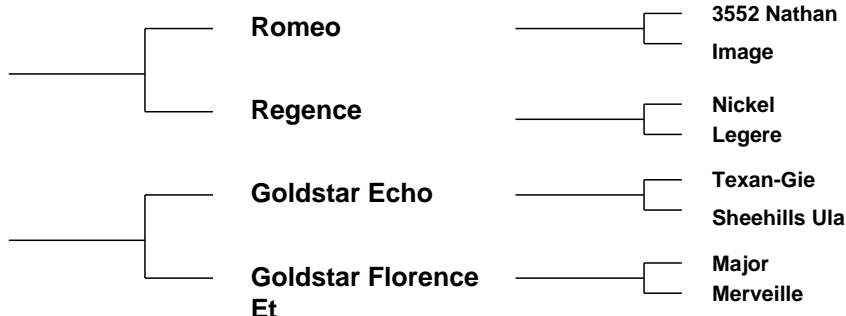 Romeo
3552 Nathan
Image
Regence
Nickel
Legere
Goldstar Echo
Texan-Gie
Sheehills Ula
Goldstar Florence
Et
Major
Merveille